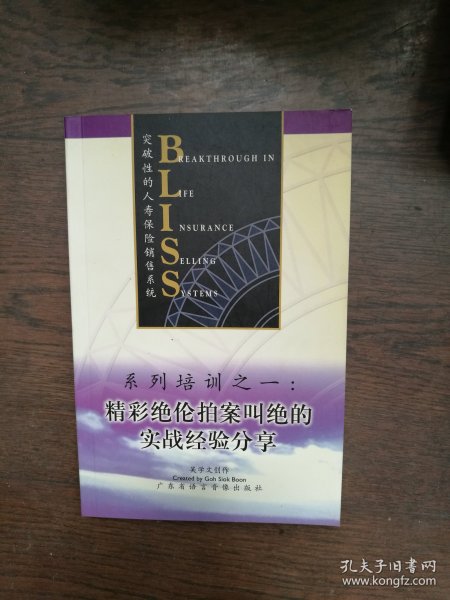 突破性的人寿保险销售系统
BREAKTHROUGH IN
LIFE
INSURANCE
SELLING
SYSTEMS
系列培训之一：
精彩绝伦拍案叫绝的
实战经验分享
吴学文创作
Created by Goh Siok Boon
广东省语言音像出版社
孔夫子旧书网
www.kongfz.com